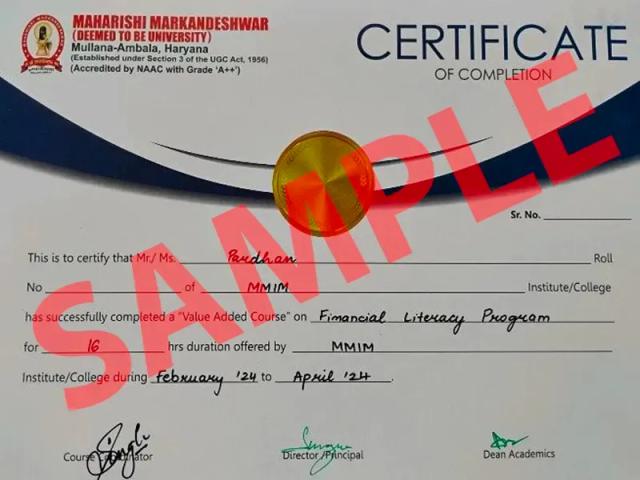 MAHARISHI MARKANDESHWAR
(DEEMED TO BE UNIVERSITY)
Mullana-Ambala, Haryana
(Established under Section 3 of the UGC Act, 1956)
(Accredited by NAAC with Grade 'A++')
CERTIFICATE
OF COMPLETION
SAMPLE
Sr. No.
This is to certify that Mr./ Ms. Pardhan Roll
No of MMIM Institute/College
has successfully completed a "Value Added Course" on Financial Literacy Program
for 16 hrs duration offered by MMIM
Institute/College during February '24 to April '24.
Course Coordinator Director /Principal Dean Academics